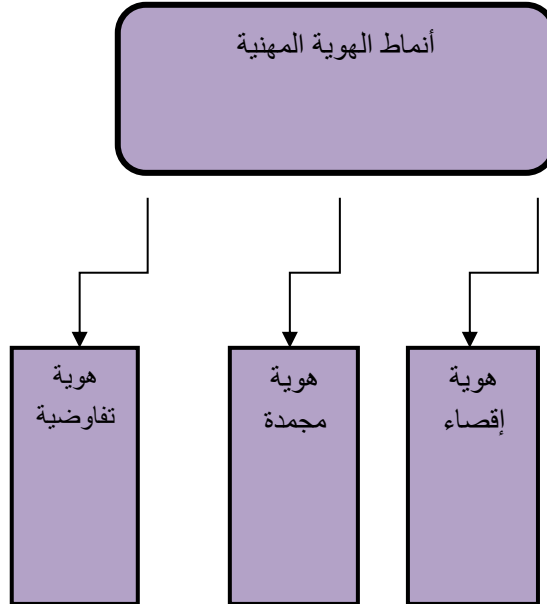 أنماط الهوية المهنية
هوية
إقصاء
هوية
مجمدة
هوية
تفاوضية